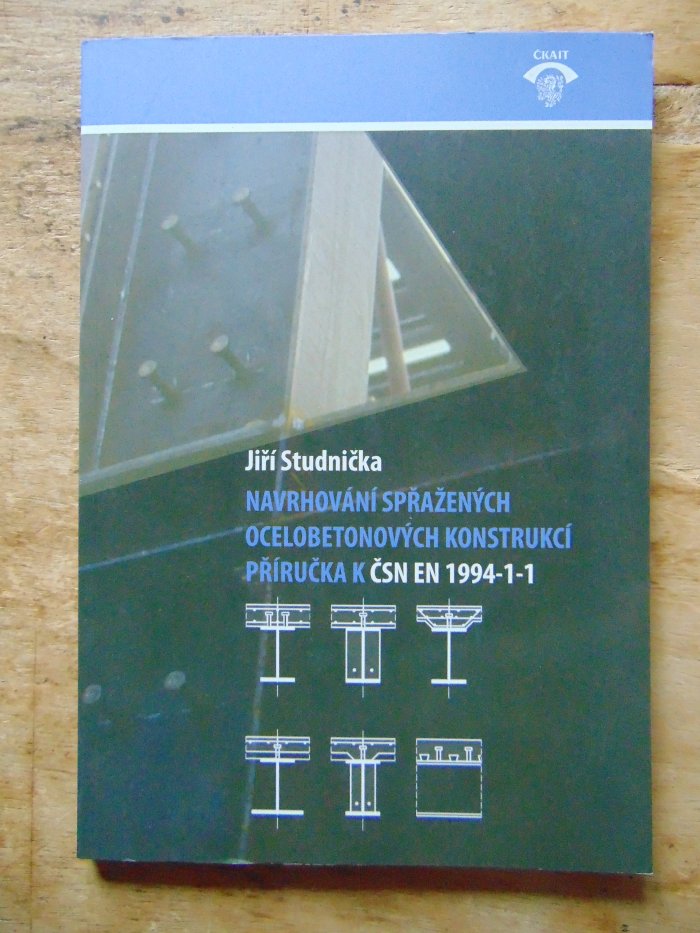 ČKAIT
Jiří Studnička
NAVRHOVÁNÍ SPŘAŽENÝCH
OCELOBETONOVÝCH KONSTRUKCÍ
PŘÍRUČKA K ČSN EN 1994-1-1